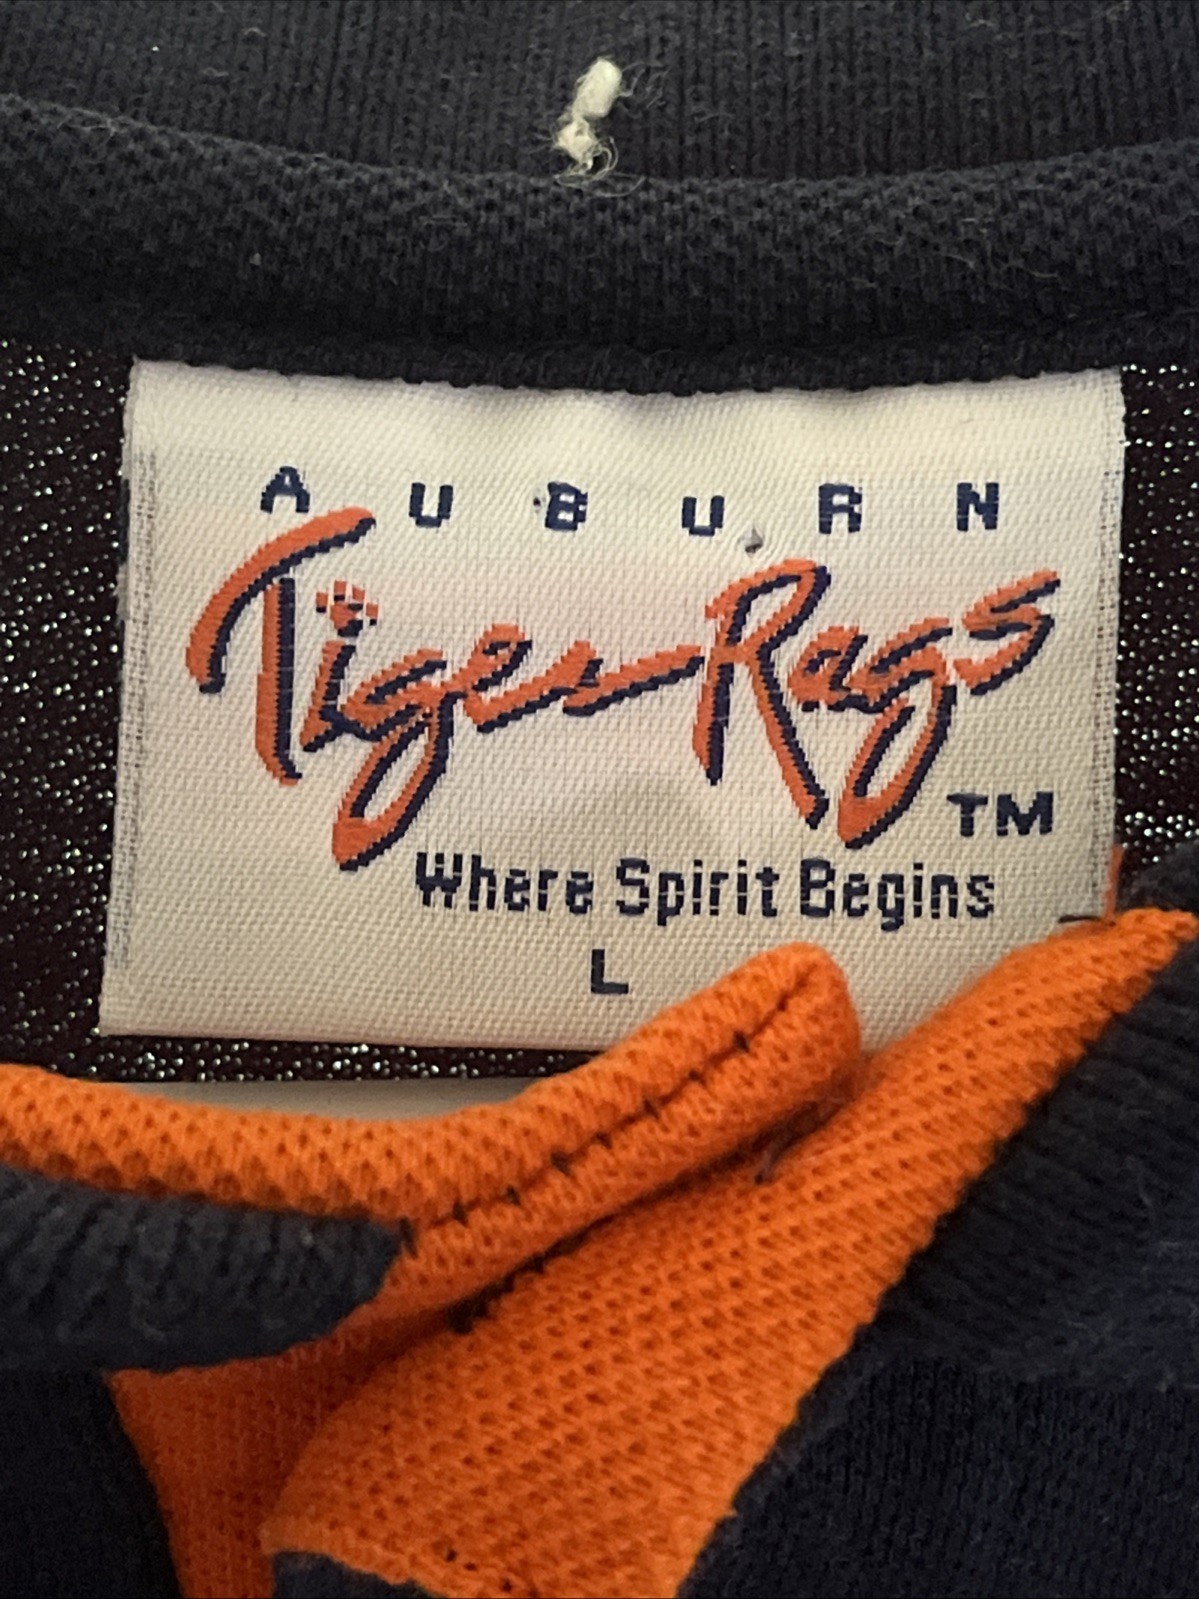 AUBURN
Tiger Rags
TM
Where Spirit Begins
L